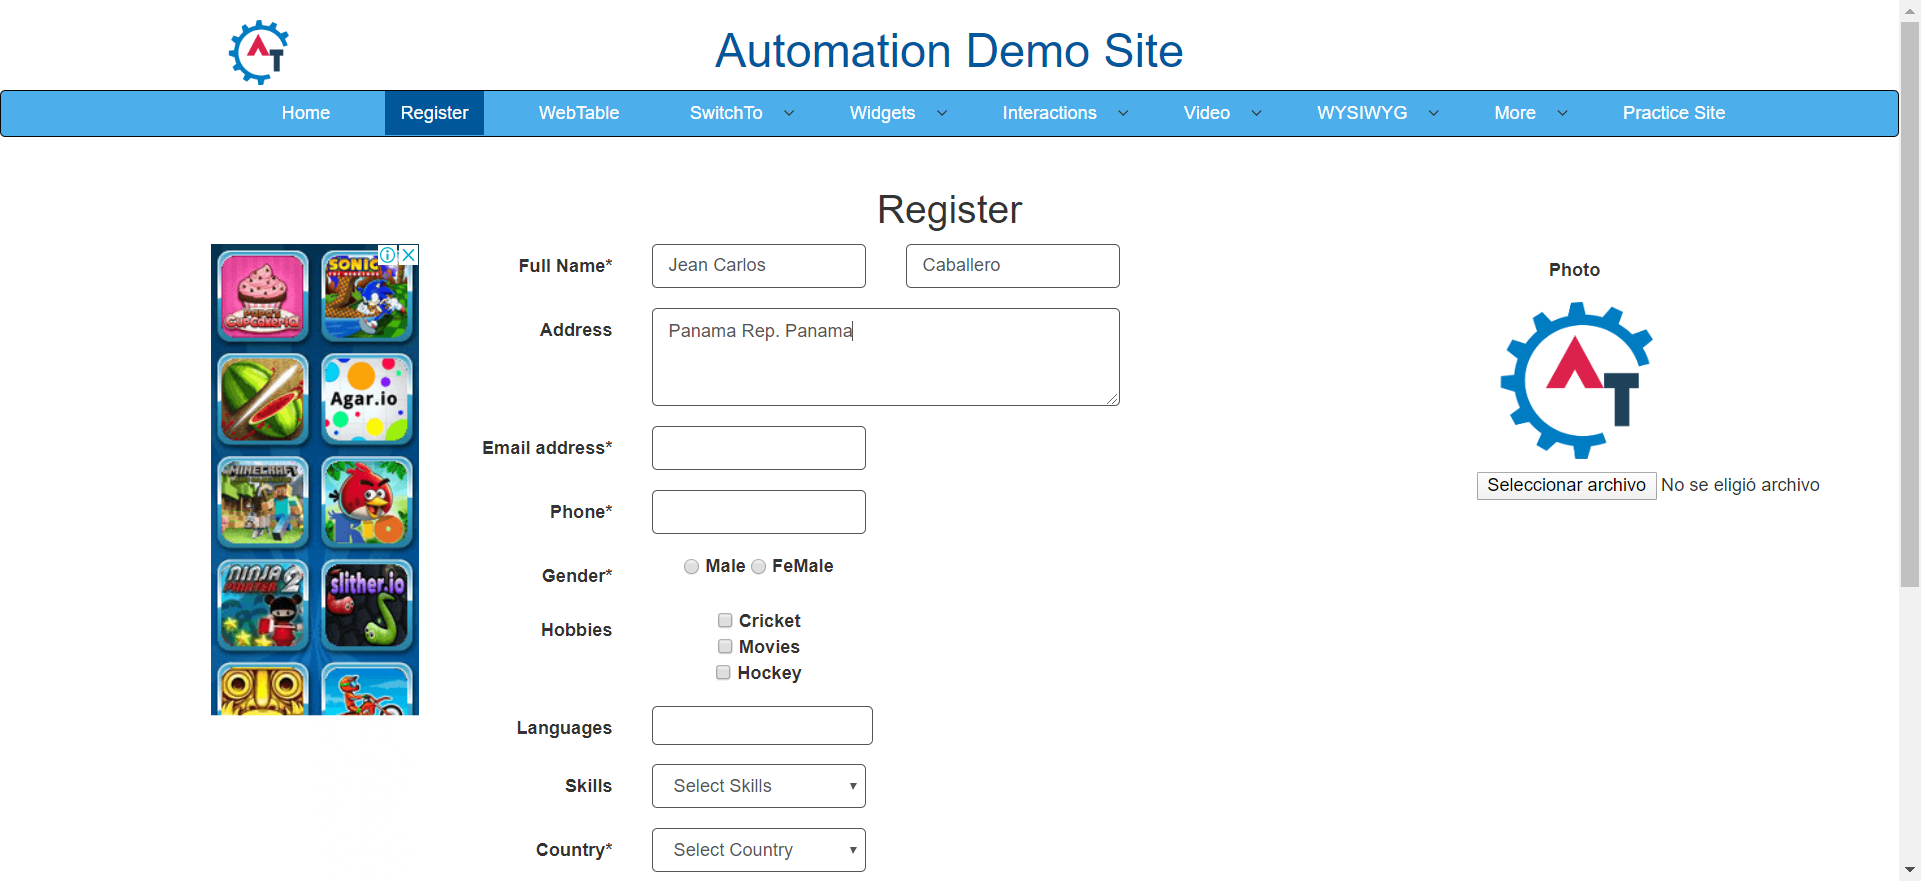 AT
Automation Demo Site
Home Register WebTable SwitchTo Widgets Interactions Video WYSIWYG More Practice Site
Register
Full Name* Jean Carlos Caballero
Photo
Address Panama Rep. Panama
AT
Email address*
Seleccionar archivo No se eligió archivo
Phone*
Gender* Male FeMale
Hobbies Cricket
Movies
Hockey
Languages
Skills Select Skills
Country* Select Country
PAPA'S
Cupcakeria
SONIC
Agar.io
MINECRAFT
RIO
NINJA
PAINTER 2
slither.io